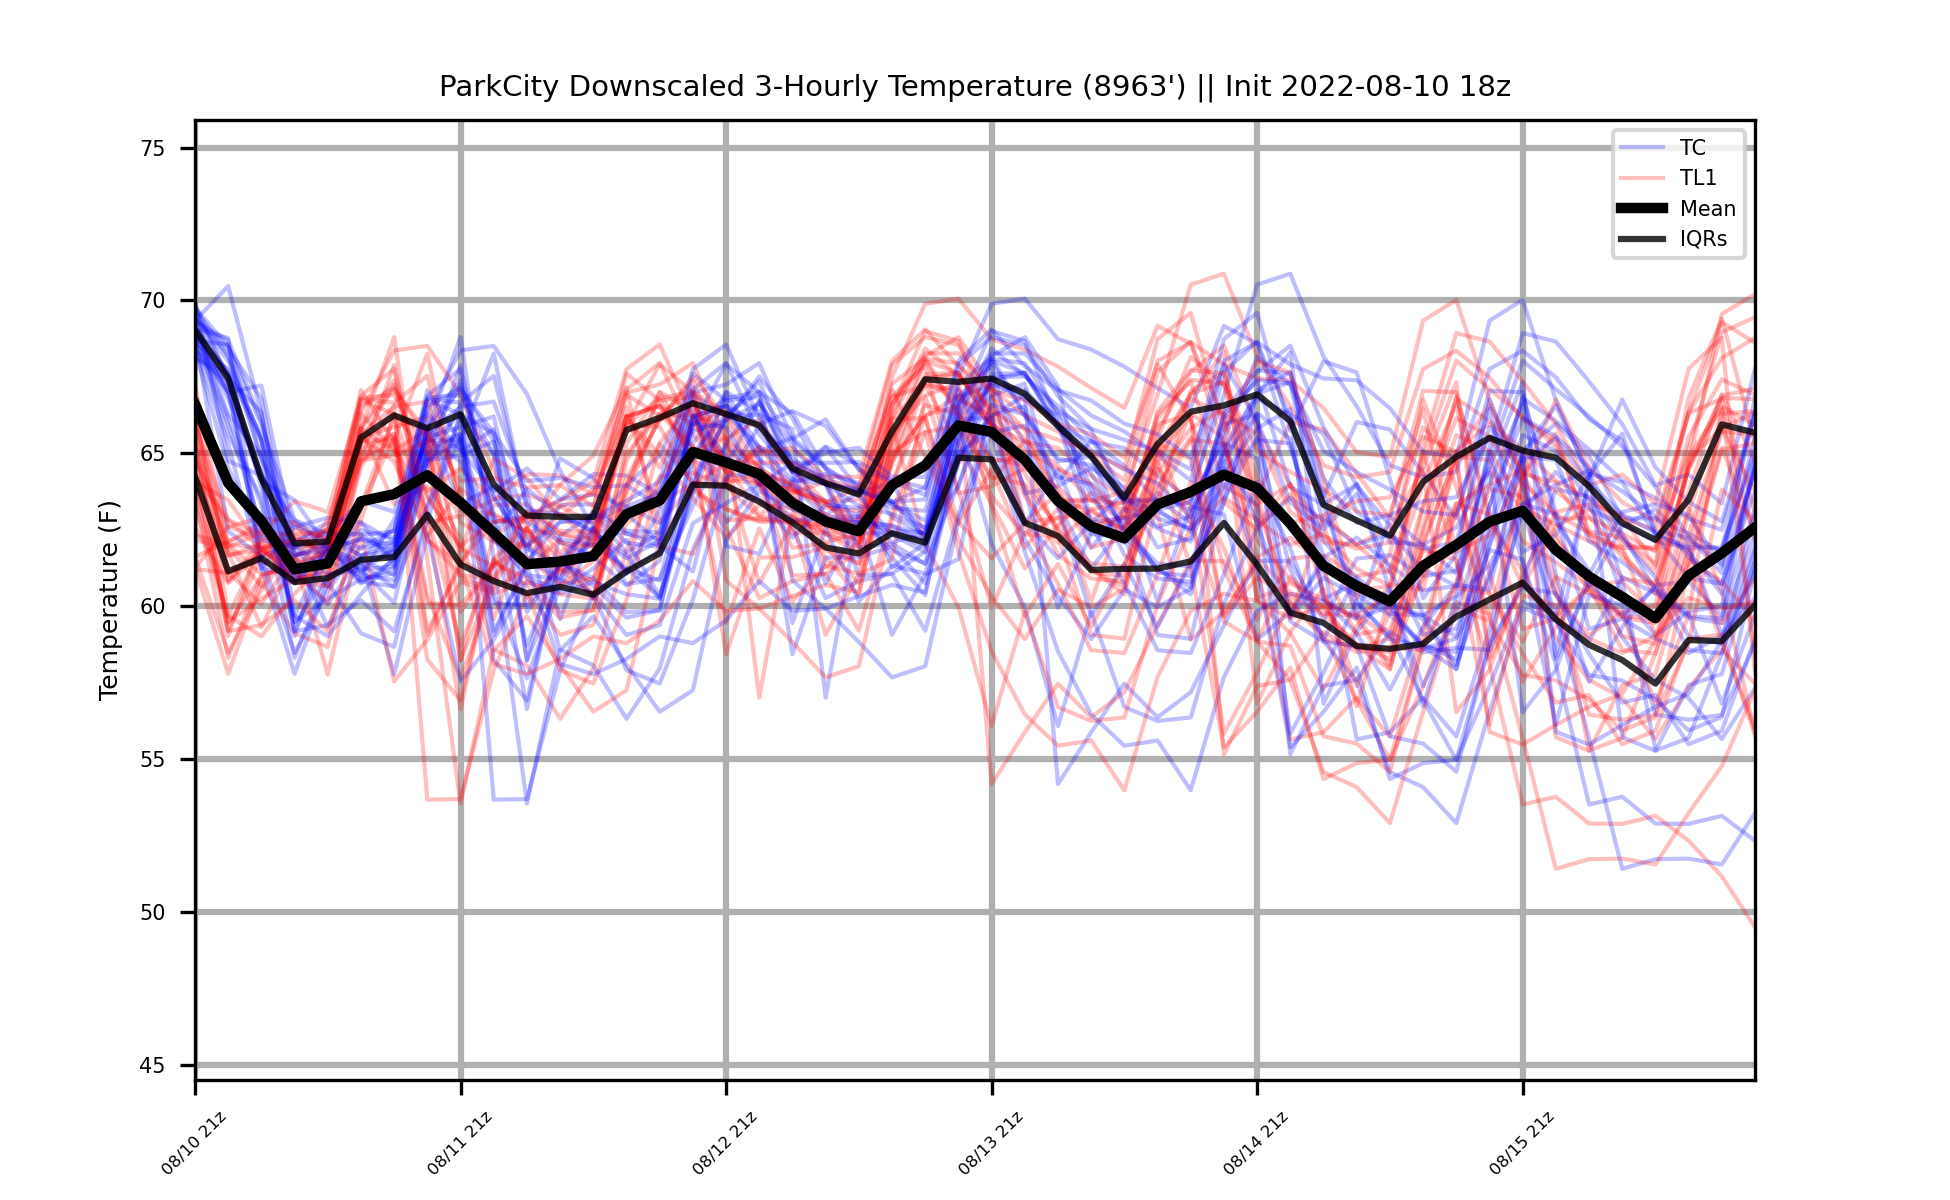 ParkCity Downscaled 3-Hourly Temperature (8963') || Init 2022-08-10 18z
TC
TL1
Mean
IQRs
Temperature (F)
75
70
65
60
55
50
45
08/10 21z
08/11 21z
08/12 21z
08/13 21z
08/14 21z
08/15 21z